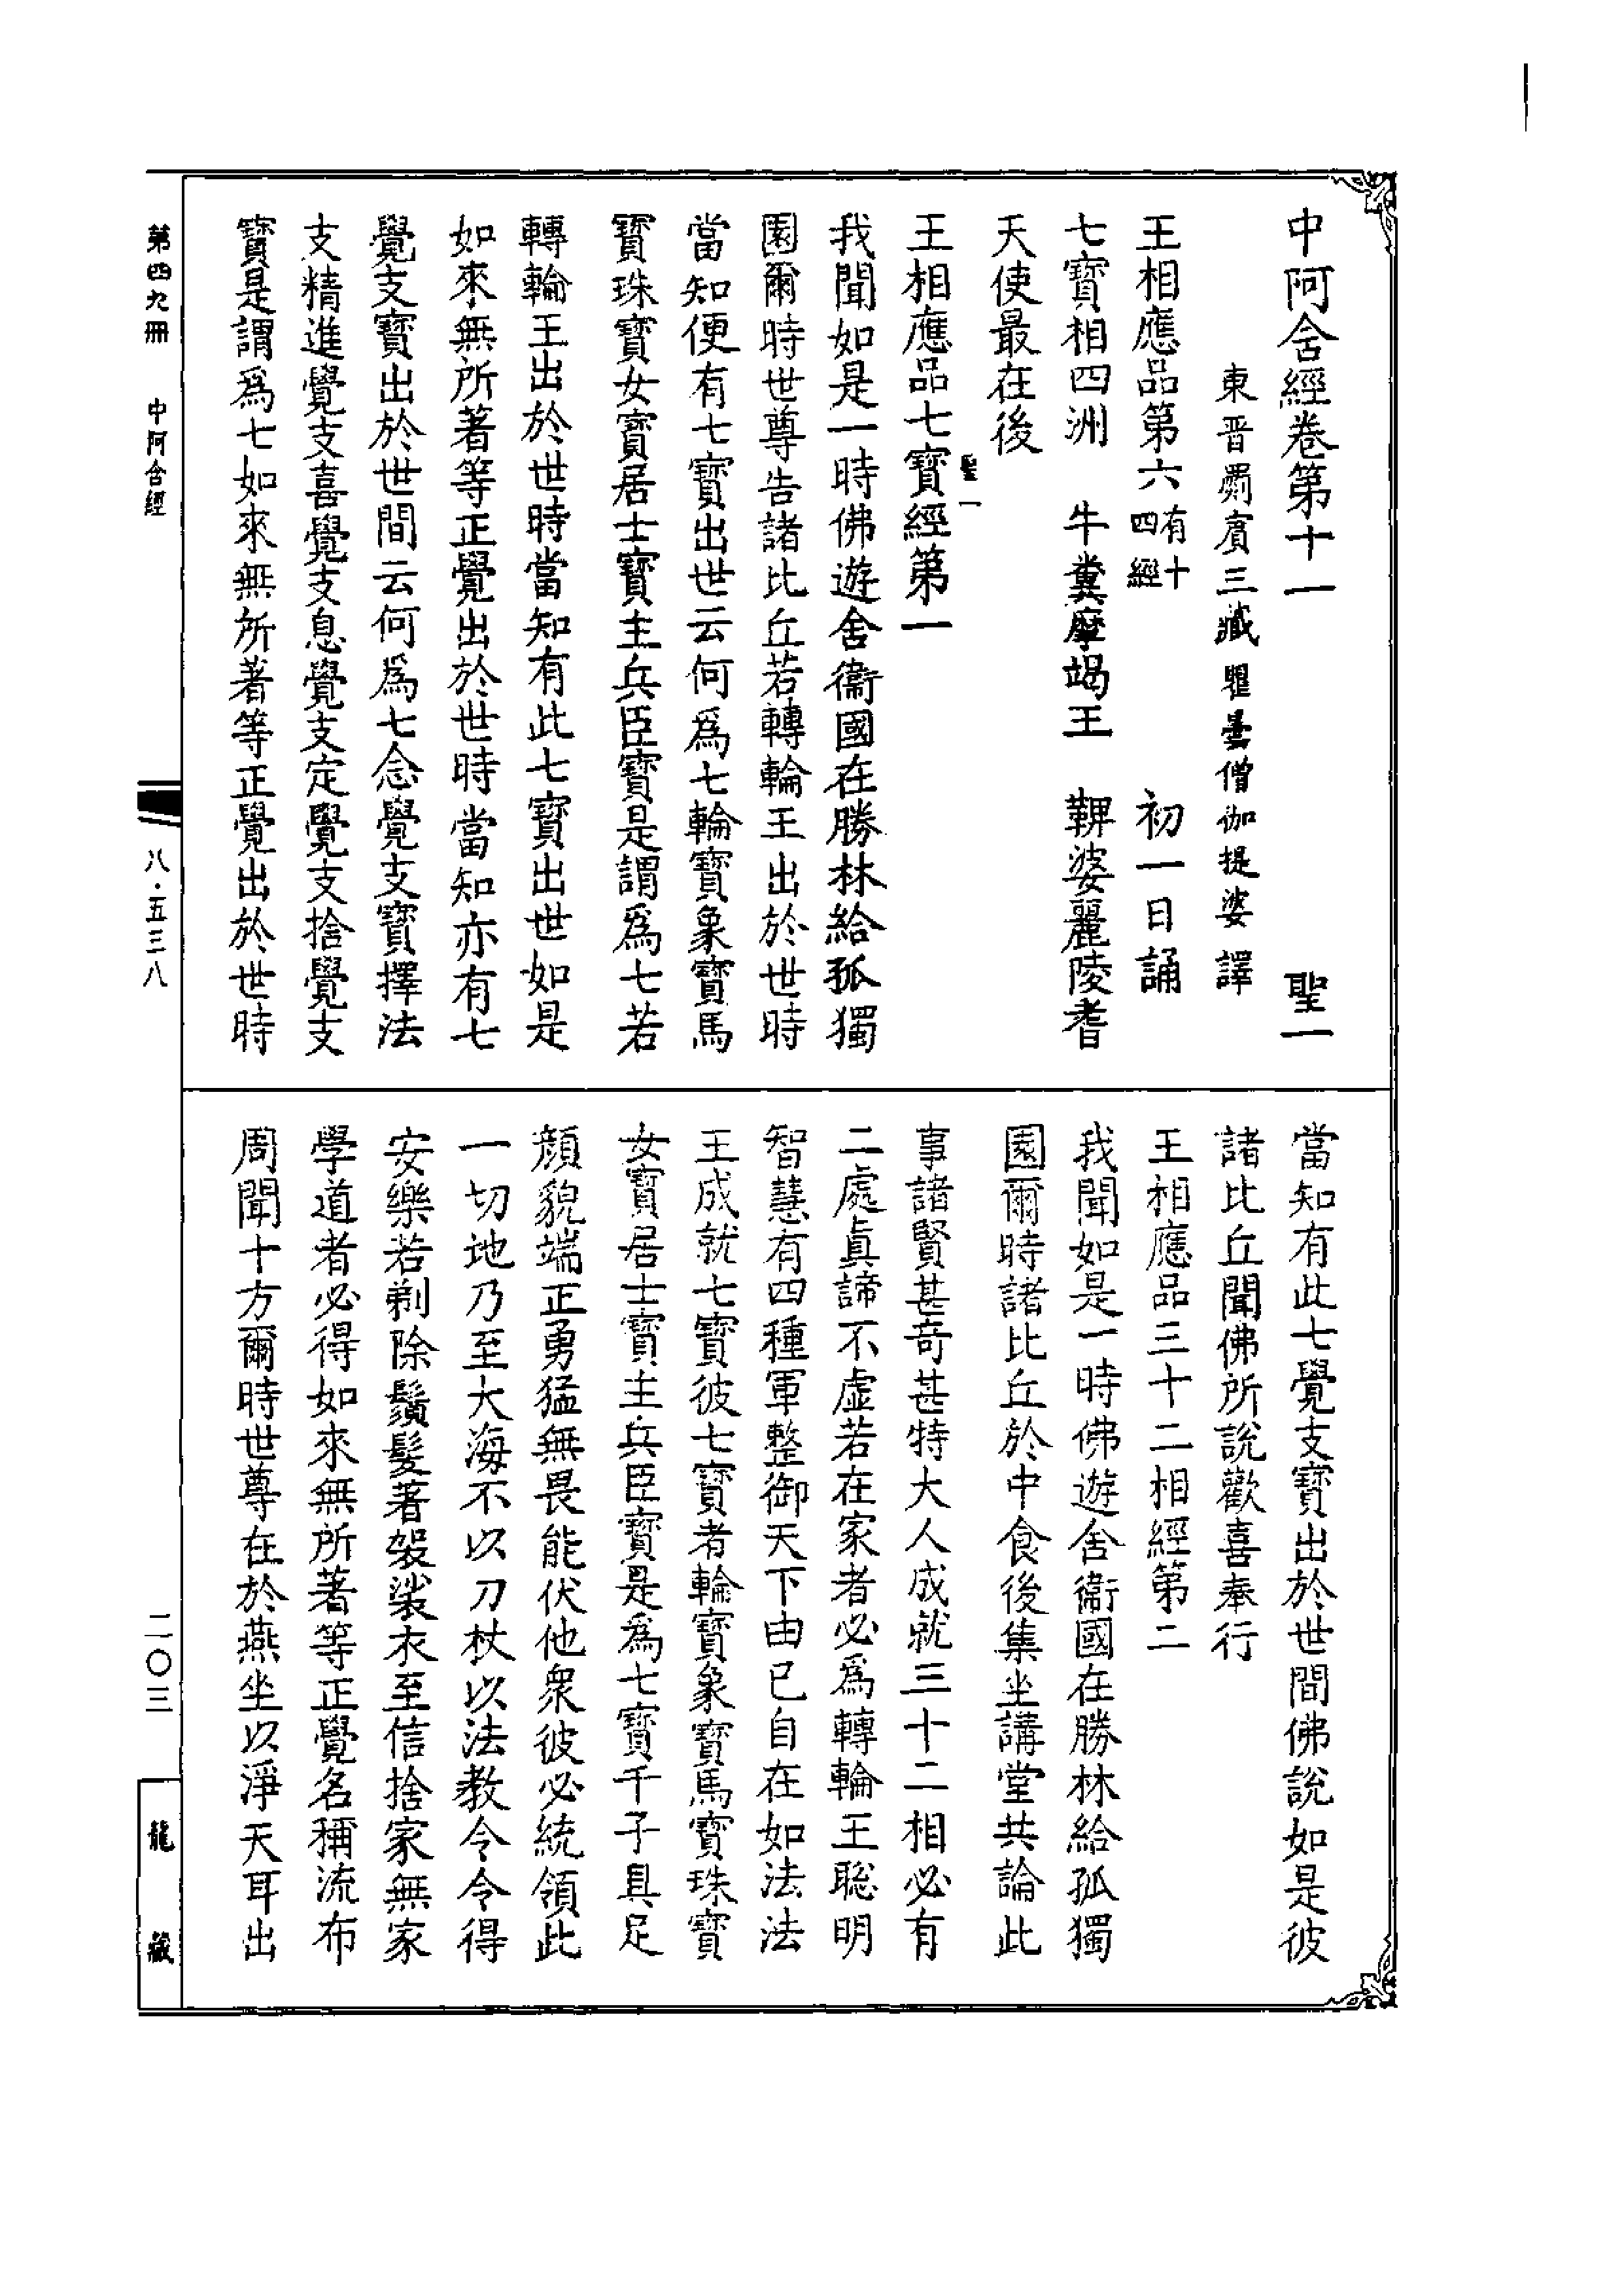 中阿含經卷第十一　聖一
東晉罽賓三藏瞿曇僧伽提婆譯
王相應品第六有十四經　初一日誦
七寶相四洲　牛糞摩竭王　鞞婆麗陵耆
天使最在後
聖一
王相應品七寶經第一
我聞如是一時佛遊舍衞國在勝林給孤獨
園爾時世尊告諸比丘若轉輪王出於世時
當知便有七寶出世云何爲七輪寶象寶馬
寶珠寶女寶居士寶主兵臣寶是謂爲七若
轉輪王出於世時當知有此七寶出世如是
如來無所著等正覺出於世時當知亦有七
覺支寶出於世間云何爲七念覺支寶擇法
支精進覺支喜覺支息覺支定覺支捨覺支
寶是謂爲七如來無所著等正覺出於世時
當知有此七覺支寶出於世間佛說如是彼
諸比丘聞佛所說歡喜奉行
王相應品三十二相經第二
我聞如是一時佛遊舍衞國在勝林給孤獨
園爾時諸比丘於中食後集坐講堂共論此
事諸賢甚奇甚特大人成就三十二相必有
二處眞諦不虛若在家者必爲轉輪王聡明
智慧有四種軍整御天下由已自在如法法
王成就七寶彼七寶者輪寶象寶馬寶珠寶
女寶居士寶主兵臣寶是爲七寶千子具足
顏貌端正勇猛無畏能伏他衆彼必統領此
一切地乃至大海不以刀杖以法教令令得
安樂若剃除鬚髮著袈裟衣至信捨家無家
學道者必得如來無所著等正覺名稱流布
周聞十方爾時世尊在於燕坐以淨天耳出
第四九冊　中阿含經　八·五三八　二〇三　龍藏